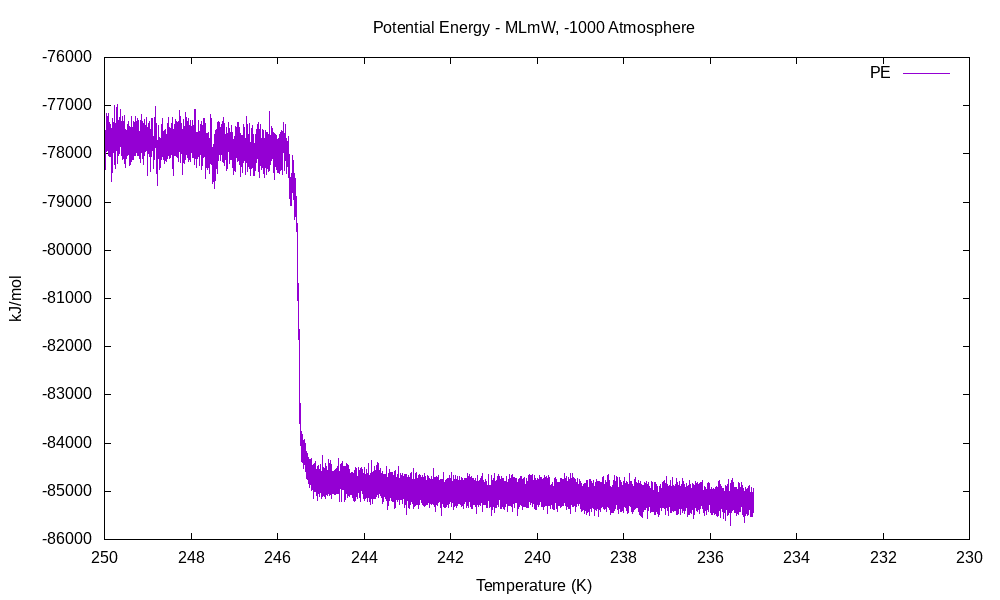 Potential Energy - MLmW, -1000 Atmosphere
PE
-76000
-77000
-78000
-79000
-80000
-81000
-82000
-83000
-84000
-85000
-86000
kJ/mol
250 248 246 244 242 240 238 236 234 232 230
Temperature (K)